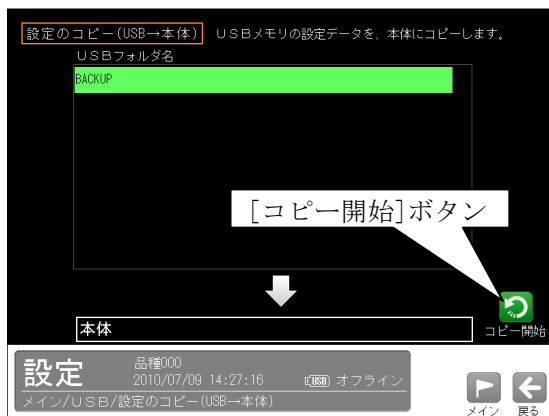 設定のコピー(USB→本体) USBメモリの設定データを、本体にコピーします。
USBフォルダ名
BACKUP
[コピー開始]ボタン
本体
コピー開始
設定
品種000
2010/07/09 14:27:16 USB オフライン
メイン/USB/設定のコピー(USB→本体)
メイン 戻る